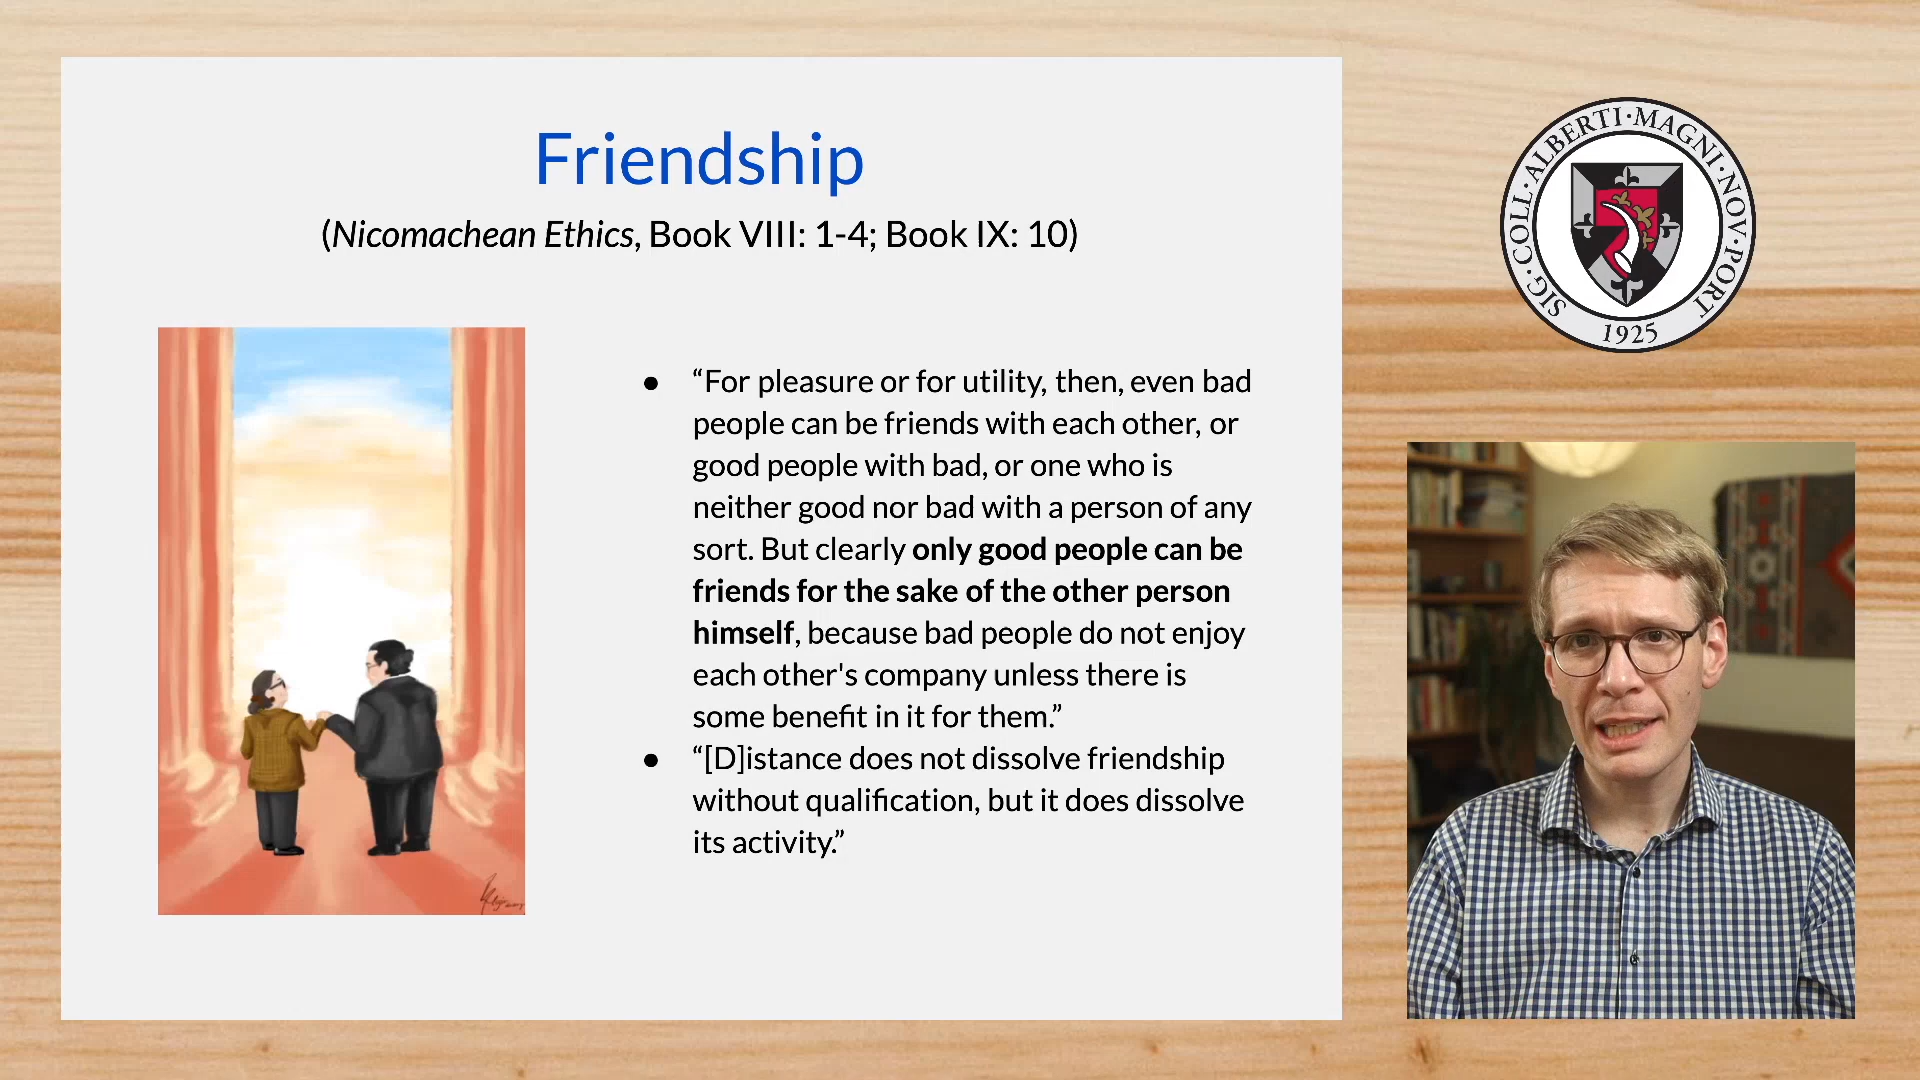 Friendship
(Nicomachean Ethics, Book VIII: 1-4; Book IX: 10)
● “For pleasure or for utility, then, even bad
people can be friends with each other, or
good people with bad, or one who is
neither good nor bad with a person of any
sort. But clearly only good people can be
friends for the sake of the other person
himself, because bad people do not enjoy
each other's company unless there is
some benefit in it for them.”
● “[D]istance does not dissolve friendship
without qualification, but it does dissolve
its activity.”
SIG·COLL·ALBERTI·MAGNI·NOV·PORT
1925